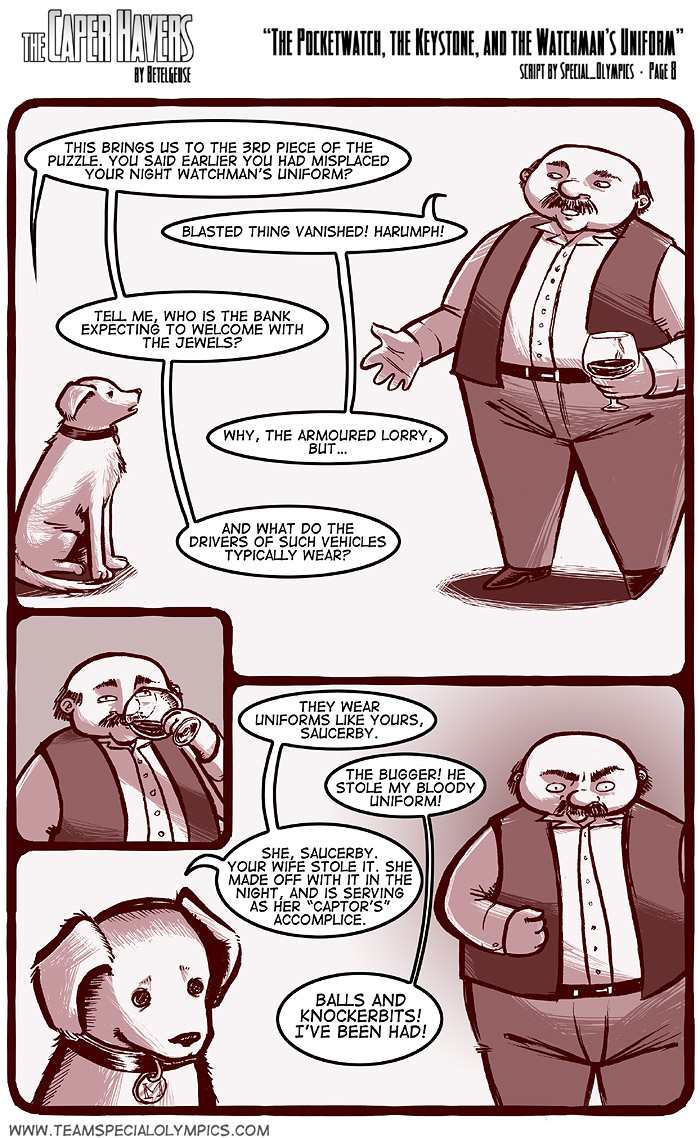 THE CAPER HAVERS
BY BETELGEUSE
“THE POCKETWATCH, THE KEYSTONE, AND THE WATCHMAN’S UNIFORM”
SCRIPT BY SPECIAL_OLYMPICS · PAGE 8
THIS BRINGS US TO THE 3RD PIECE OF THE
PUZZLE. YOU SAID EARLIER YOU HAD MISPLACED
YOUR NIGHT WATCHMAN'S UNIFORM?
BLASTED THING VANISHED! HARUMPH!
TELL ME, WHO IS THE BANK
EXPECTING TO WELCOME WITH
THE JEWELS?
WHY, THE ARMOURED LORRY,
BUT...
AND WHAT DO THE
DRIVERS OF SUCH VEHICLES
TYPICALLY WEAR?
THEY WEAR
UNIFORMS LIKE YOURS,
SAUCERBY.
THE BUGGER! HE
STOLE MY BLOODY
UNIFORM!
SHE, SAUCERBY.
YOUR WIFE STOLE IT. SHE
MADE OFF WITH IT IN THE
NIGHT, AND IS SERVING
AS HER "CAPTOR'S"
ACCOMPLICE.
BALLS AND
KNOCKERBITS!
I'VE BEEN HAD!
M
WWW.TEAMSPECIALOLYMPICS.COM